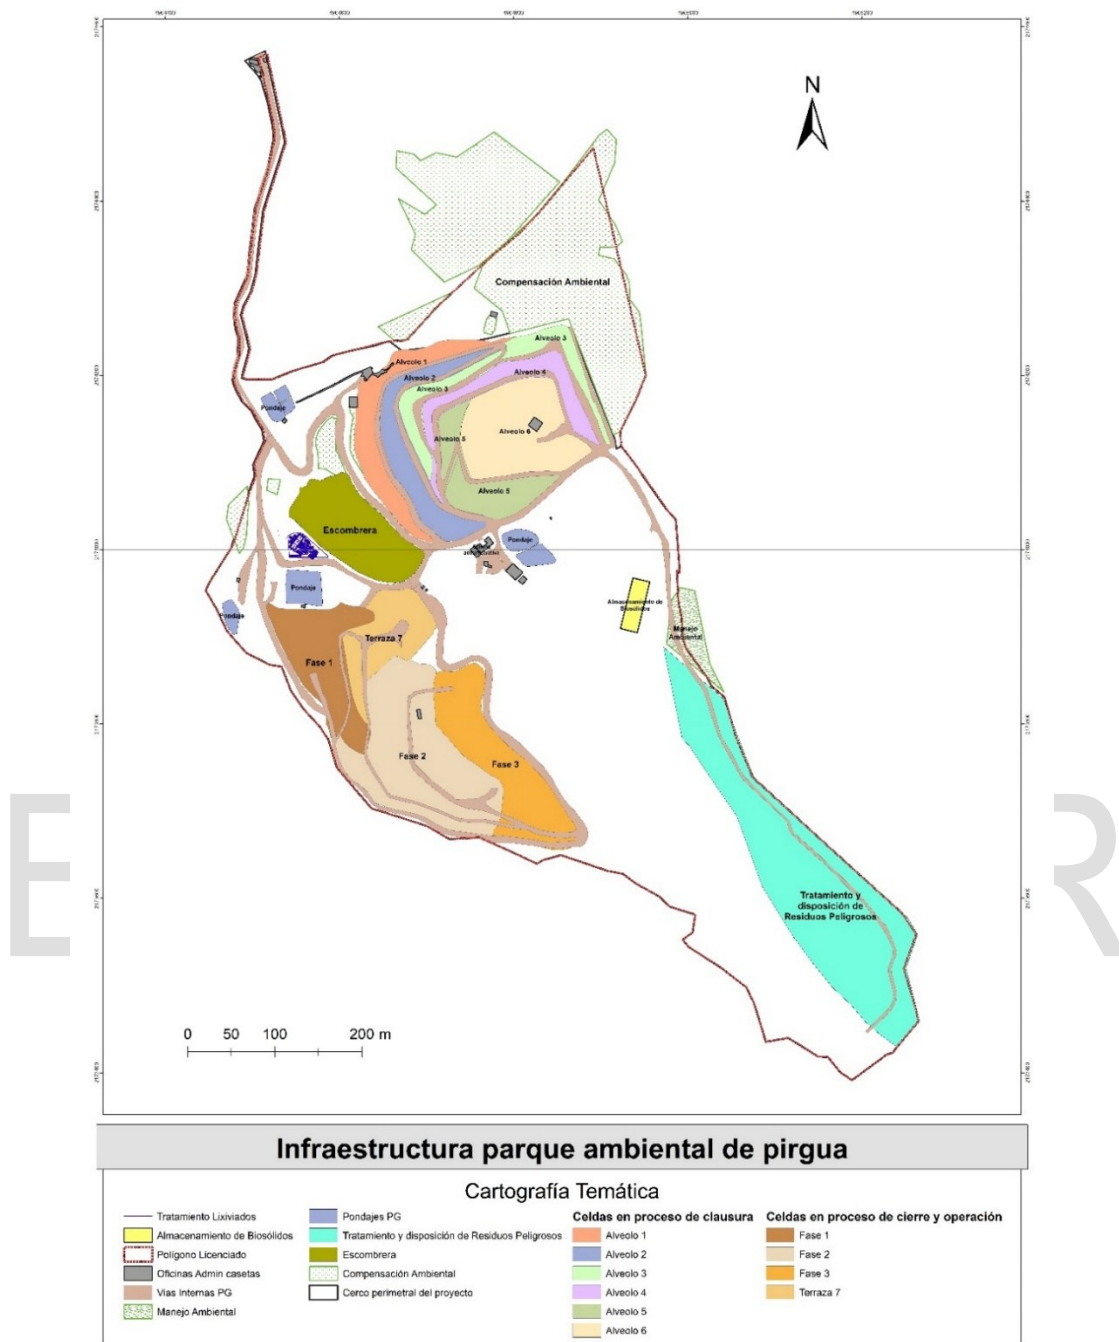 N
Compensación Ambiental
Alveolo 3
Alveolo 1
Alveolo 2
Alveolo 4
Alveolo 3
Pondaje
Alveolo 6
Alveolo 5
Alveolo 5
Escombrera
Pondaje
Pondaje
Almacenamiento de
Biosólidos
Pondaje
Manejo
Ambiental
Terraza 7
Fase 1
Fase 2
Fase 3
E
R
Tratamiento y
disposición de
Residuos Peligrosos
0 50 100 200 m
Infraestructura parque ambiental de pirgua
Cartografía Temática
Tratamiento Lixiviados
Almacenamiento de Biosólidos
Polígono Licenciado
Oficinas Admin casetas
Vias Internas PG
Manejo Ambiental
Pondajes PG
Tratamiento y disposición de Residuos Peligrosos
Escombrera
Compensación Ambiental
Cerco perimetral del proyecto
Celdas en proceso de clausura
Alveolo 1
Alveolo 2
Alveolo 3
Alveolo 4
Alveolo 5
Alveolo 6
Celdas en proceso de cierre y operación
Fase 1
Fase 2
Fase 3
Terraza 7